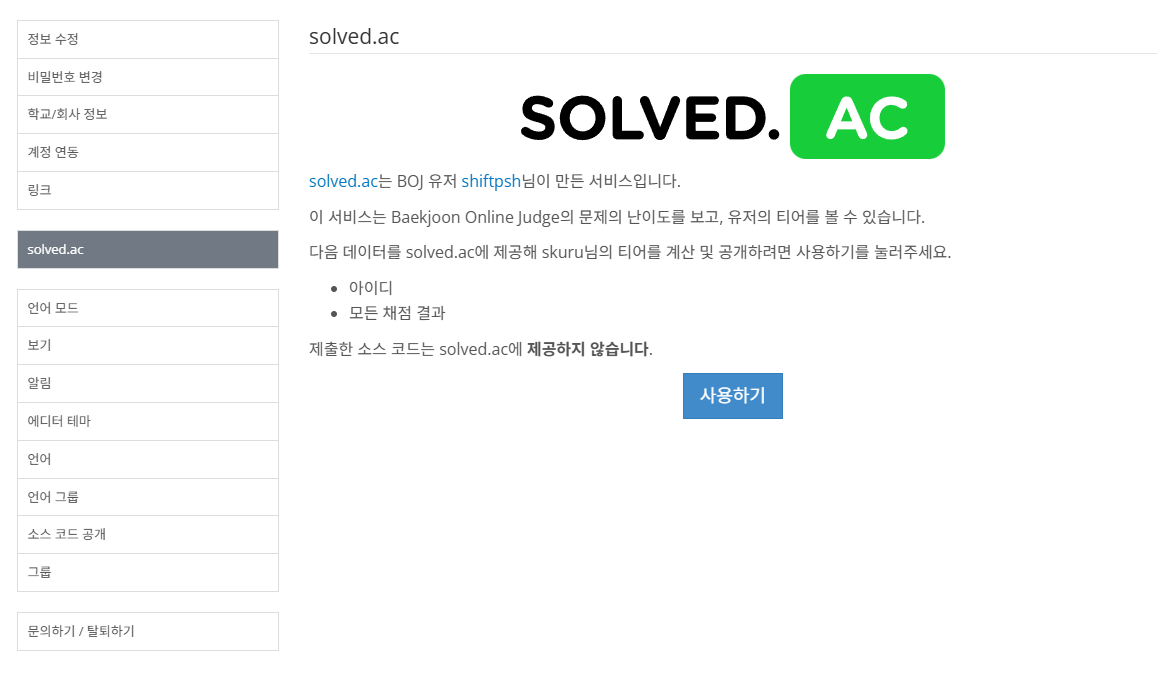 정보 수정
비밀번호 변경
학교/회사 정보
계정 연동
링크
solved.ac
언어 모드
보기
알림
에디터 테마
언어
언어 그룹
소스 코드 공개
그룹
문의하기 / 탈퇴하기
solved.ac
SOLVED. AC
solved.ac는 BOJ 유저 shiftpsh님이 만든 서비스입니다.
이 서비스는 Baekjoon Online Judge의 문제의 난이도를 보고, 유저의 티어를 볼 수 있습니다.
다음 데이터를 solved.ac에 제공해 skuru님의 티어를 계산 및 공개하려면 사용하기를 눌러주세요.
• 아이디
• 모든 채점 결과
제출한 소스 코드는 solved.ac에 제공하지 않습니다.
사용하기